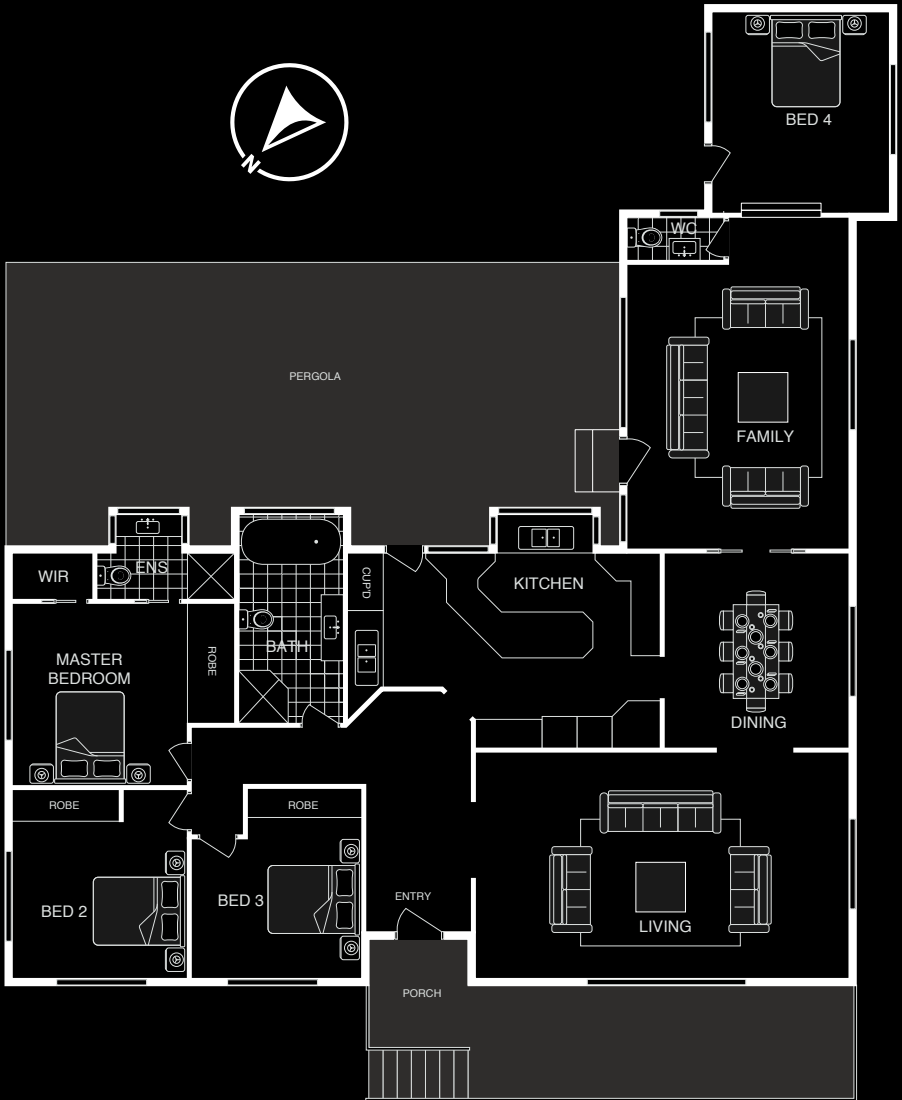 BED 4
N
WC
PERGOLA
FAMILY
WIR
ENS
CUP'D
KITCHEN
BATH
MASTER
BEDROOM
ROBE
DINING
ROBE
ROBE
ENTRY
BED 2
BED 3
LIVING
PORCH